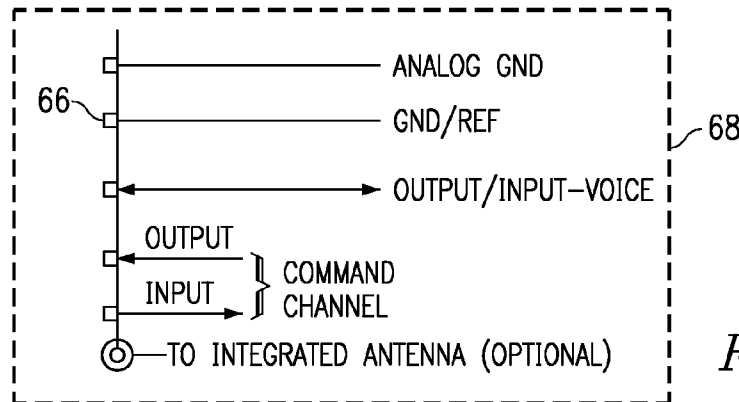 ANALOG GND
66
GND/REF
68
OUTPUT/INPUT-VOICE
OUTPUT
COMMAND
INPUT
CHANNEL
TO INTEGRATED ANTENNA (OPTIONAL)